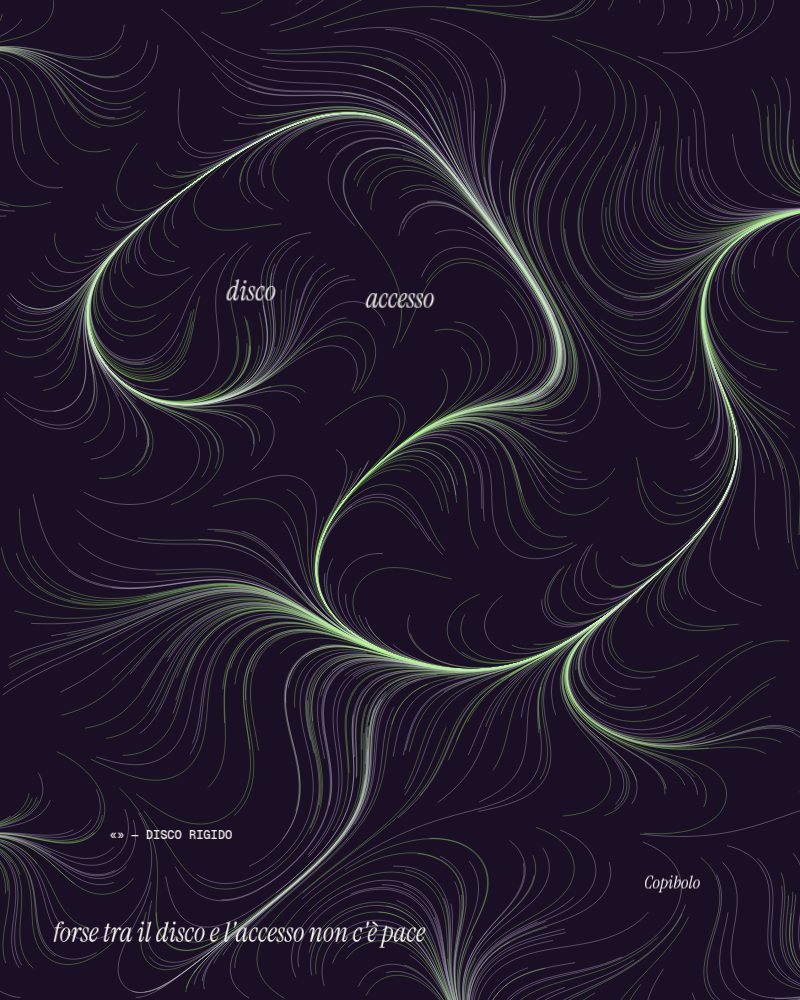 disco
accesso
«» — DISCO RIGIDO
Copibolo
forse tra il disco e l'accesso non c'è pace